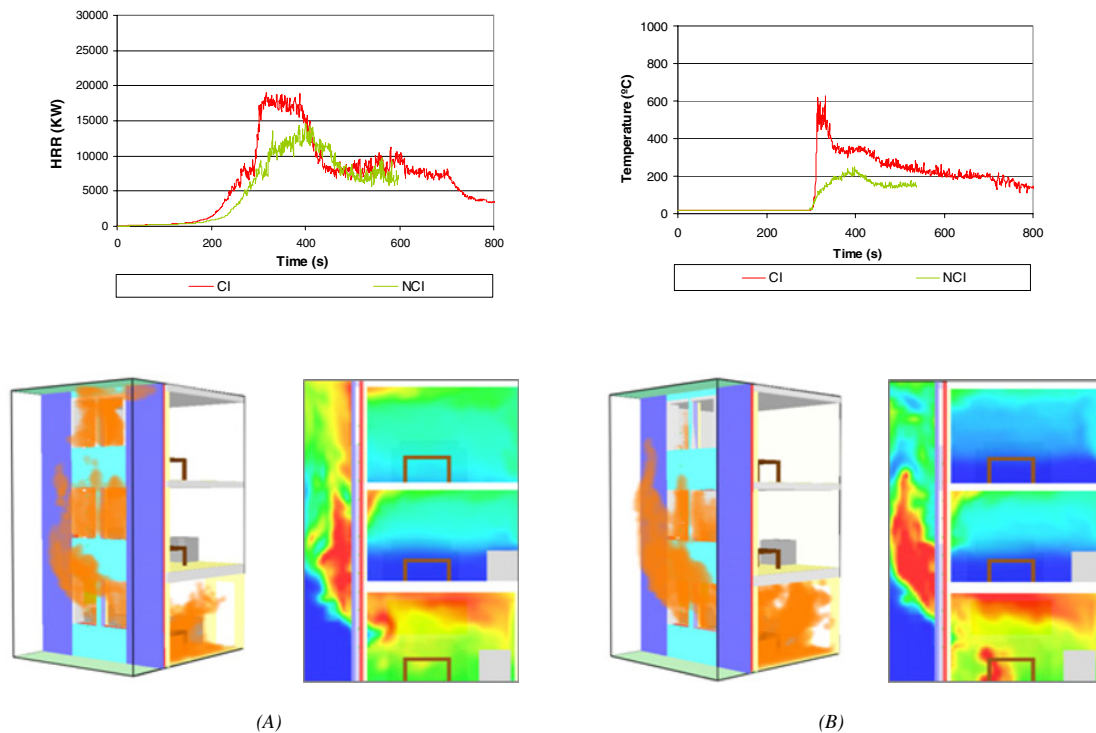 30000
25000
20000
15000
10000
5000
0
HRR (KW)
0 200 400 600 800
Time (s)
CI NCI
1000
800
600
400
200
0
Temperature (ºC)
0 200 400 600 800
Time (s)
CI NCI
(A)
(B)